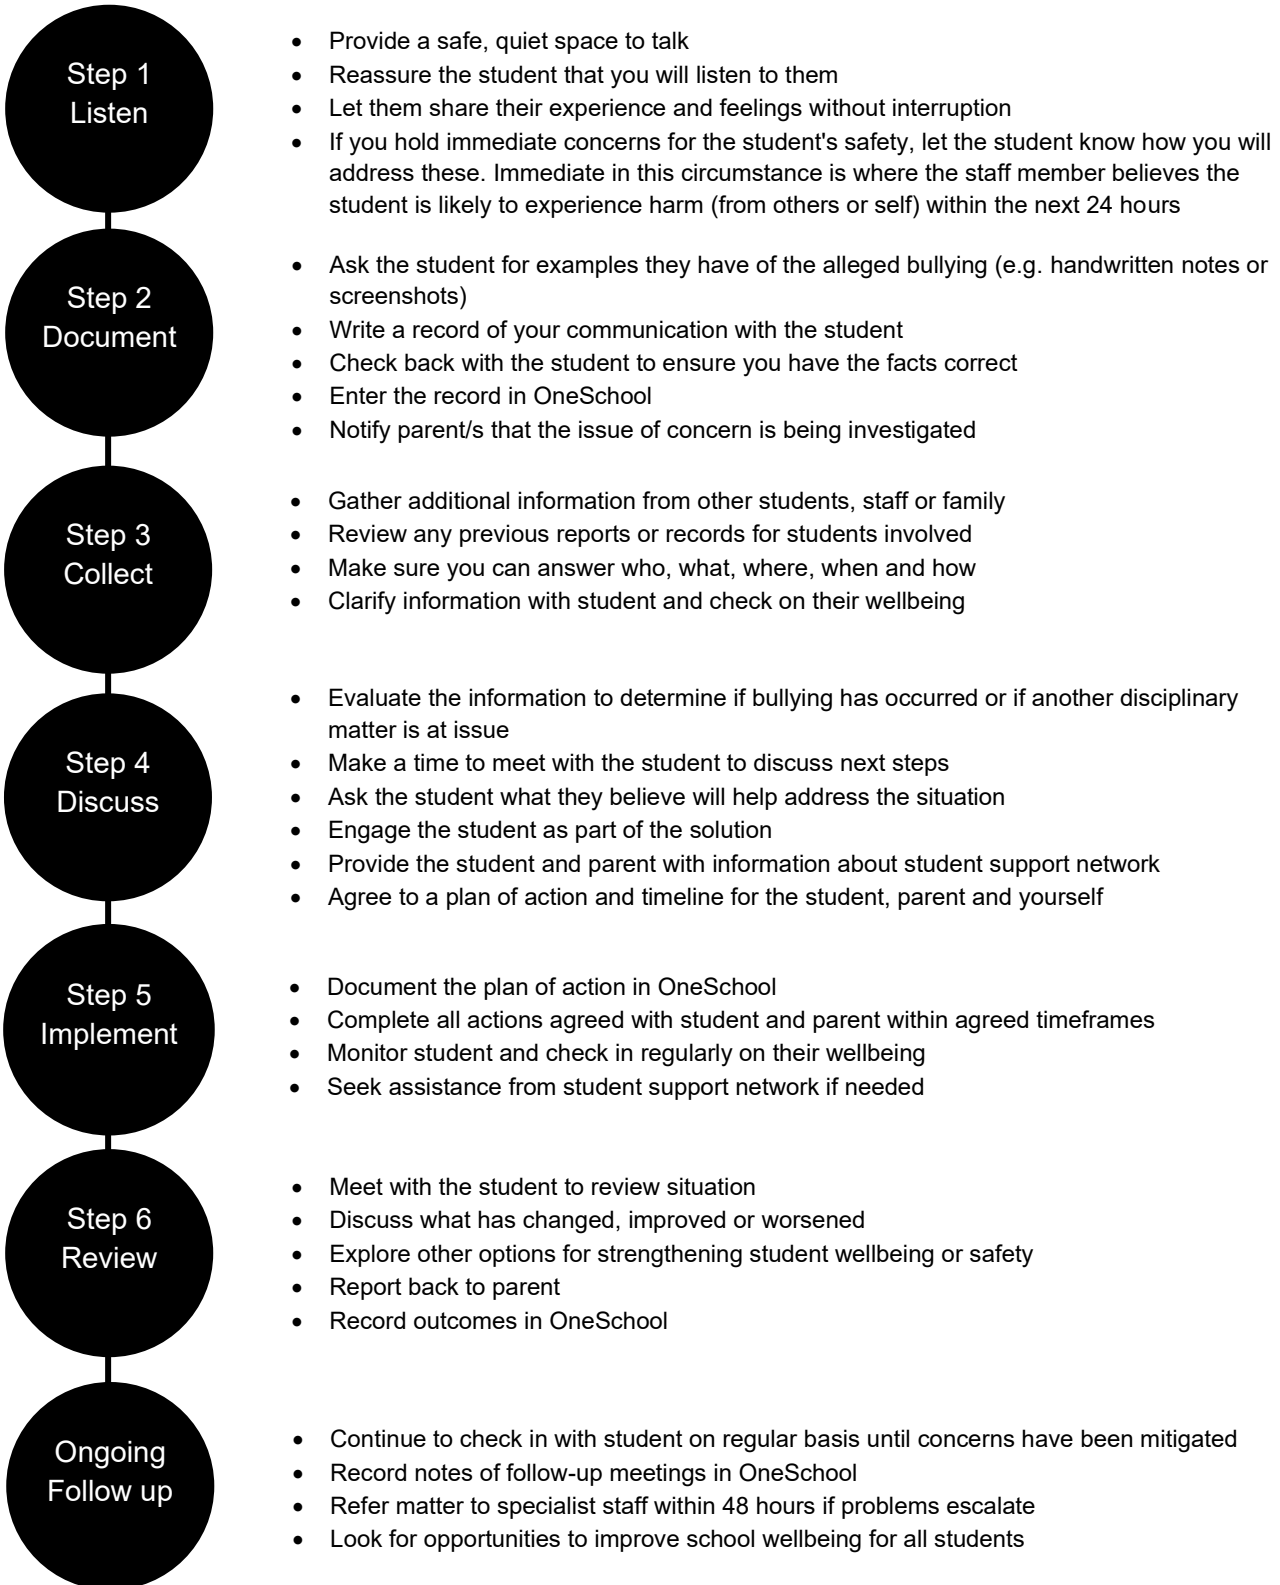 Step 1
Listen
• Provide a safe, quiet space to talk
• Reassure the student that you will listen to them
• Let them share their experience and feelings without interruption
• If you hold immediate concerns for the student's safety, let the student know how you will
address these. Immediate in this circumstance is where the staff member believes the
student is likely to experience harm (from others or self) within the next 24 hours
Step 2
Document
• Ask the student for examples they have of the alleged bullying (e.g. handwritten notes or
screenshots)
• Write a record of your communication with the student
• Check back with the student to ensure you have the facts correct
• Enter the record in OneSchool
• Notify parent/s that the issue of concern is being investigated
Step 3
Collect
• Gather additional information from other students, staff or family
• Review any previous reports or records for students involved
• Make sure you can answer who, what, where, when and how
• Clarify information with student and check on their wellbeing
Step 4
Discuss
• Evaluate the information to determine if bullying has occurred or if another disciplinary
matter is at issue
• Make a time to meet with the student to discuss next steps
• Ask the student what they believe will help address the situation
• Engage the student as part of the solution
• Provide the student and parent with information about student support network
• Agree to a plan of action and timeline for the student, parent and yourself
Step 5
Implement
• Document the plan of action in OneSchool
• Complete all actions agreed with student and parent within agreed timeframes
• Monitor student and check in regularly on their wellbeing
• Seek assistance from student support network if needed
Step 6
Review
• Meet with the student to review situation
• Discuss what has changed, improved or worsened
• Explore other options for strengthening student wellbeing or safety
• Report back to parent
• Record outcomes in OneSchool
Ongoing
Follow up
• Continue to check in with student on regular basis until concerns have been mitigated
• Record notes of follow-up meetings in OneSchool
• Refer matter to specialist staff within 48 hours if problems escalate
• Look for opportunities to improve school wellbeing for all students